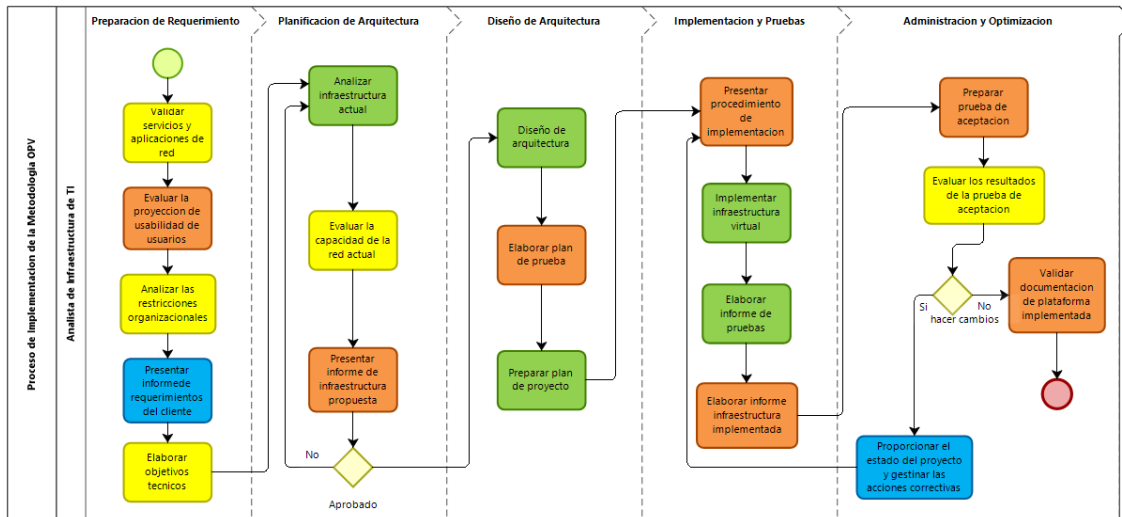 Proceso de Implementacion de la Metodologia OPV
Analista de Infraestructura de TI
Preparacion de Requerimiento
Validar
servicios y
aplicaciones de
red
Evaluar la
proyeccion de
usabilidad de
usuarios
Analizar las
restricciones
organizacionales
Presentar
informede
requerimientos
del cliente
Elaborar
objetivos
tecnicos
Planificacion de Arquitectura
Analizar
infraestructura
actual
Evaluar la
capacidad de la
red actual
Presentar
informe de
infraestructura
propuesta
No
Aprobado
Diseño de Arquitectura
Diseño de
arquitectura
Elaborar plan
de prueba
Preparar plan
de proyecto
Implementacion y Pruebas
Presentar
procedimiento
de
implementacion
Implementar
infraestructura
virtual
Elaborar
informe de
pruebas
Elaborar informe
infraestructura
implementada
Administracion y Optimizacion
Preparar
prueba de
aceptacion
Evaluar los resultados
de la prueba de
aceptacion
Si
No
hacer cambios
Validar
documentacion
de plataforma
implementada
Proporcionar el
estado del proyecto
y gestinar las
acciones correctivas